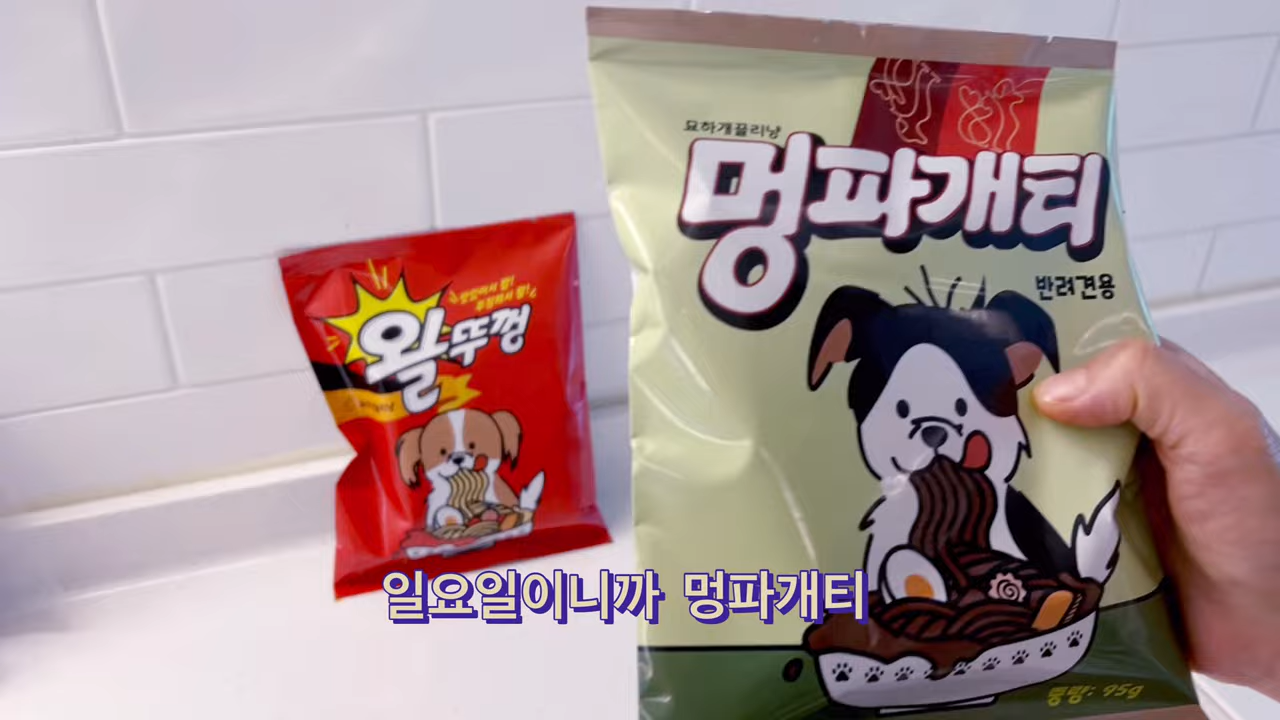 묘하개끌리냥
멍파개티
반려견용
왈뚜껑
일요일이니까 멍파개티
중량: 95g